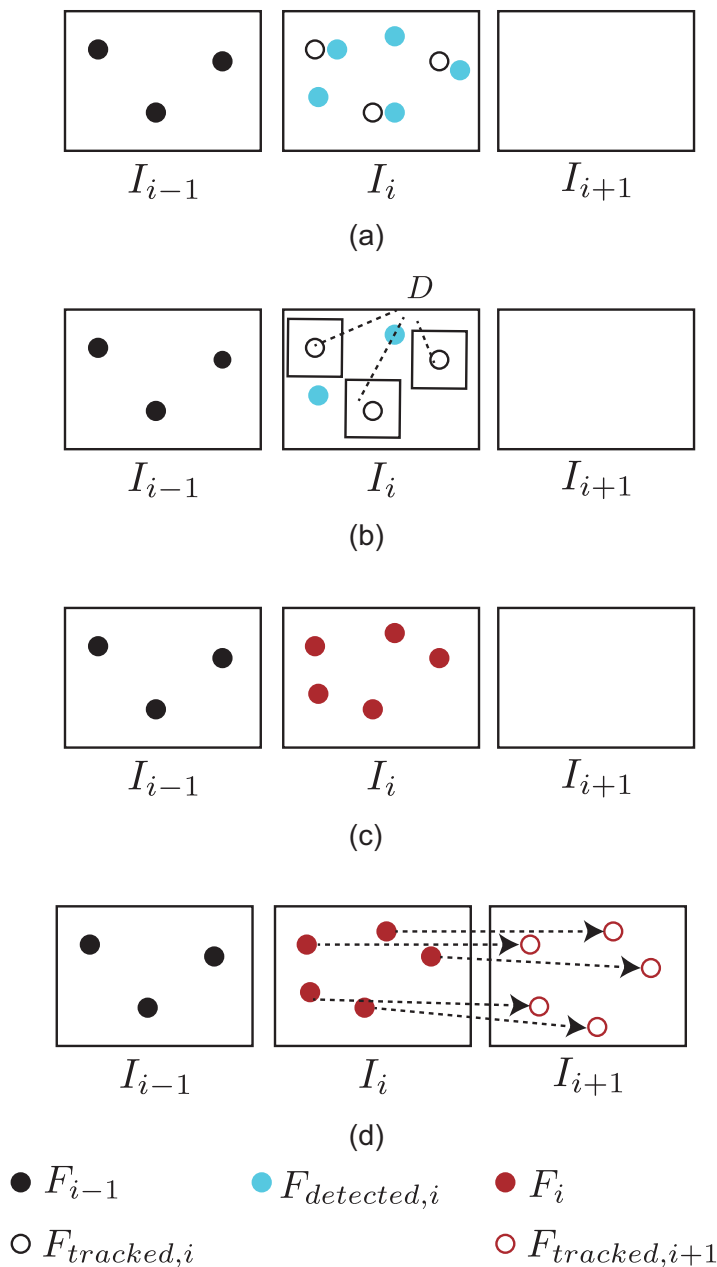 I_{i−1} I_i I_{i+1}
(a)
D
I_{i−1} I_i I_{i+1}
(b)
I_{i−1} I_i I_{i+1}
(c)
I_{i−1} I_i I_{i+1}
(d)
F_{i−1} F_{detected,i} F_i
F_{tracked,i} F_{tracked,i+1}